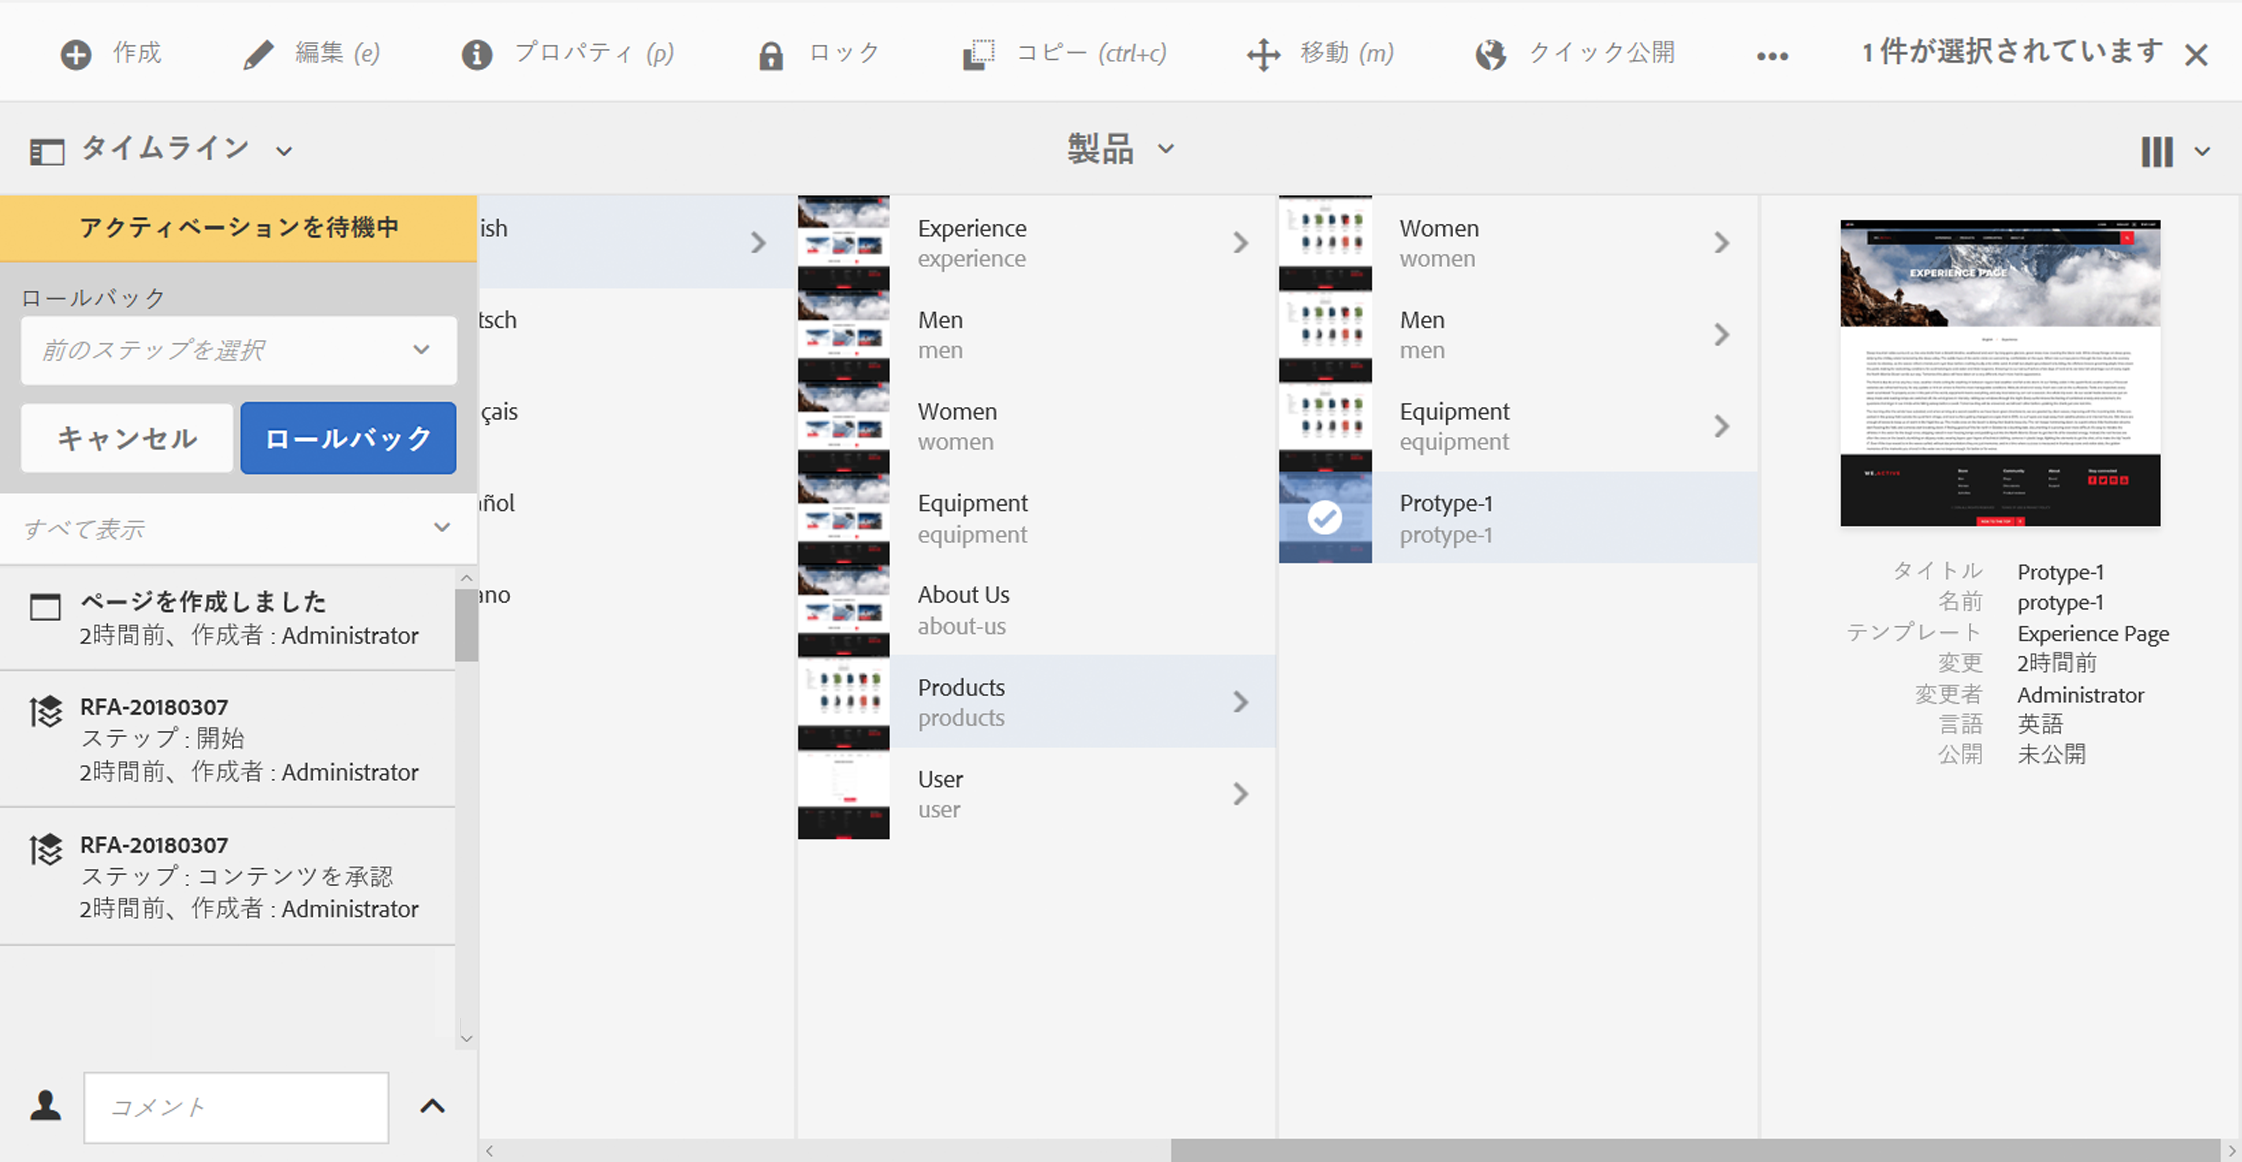 作成
編集 (e)
プロパティ (p)
ロック
コピー (ctrl+c)
移動 (m)
クイック公開
1 件が選択されています
タイムライン
製品
アクティベーションを待機中
ロールバック
前のステップを選択
キャンセル
ロールバック
すべて表示
ページを作成しました
2時間前、作成者 : Administrator
RFA-20180307
ステップ : 開始
2時間前、作成者 : Administrator
RFA-20180307
ステップ : コンテンツを承認
2時間前、作成者 : Administrator
コメント
ish
tsch
çais
añol
ano
Experience
experience
Men
men
Women
women
Equipment
equipment
About Us
about-us
Products
products
User
user
Women
women
Men
men
Equipment
equipment
Protype-1
protype-1
EXPERIENCE PAGE
タイトル Protype-1
名前 protype-1
テンプレート Experience Page
変更 2時間前
変更者 Administrator
言語 英語
公開 未公開